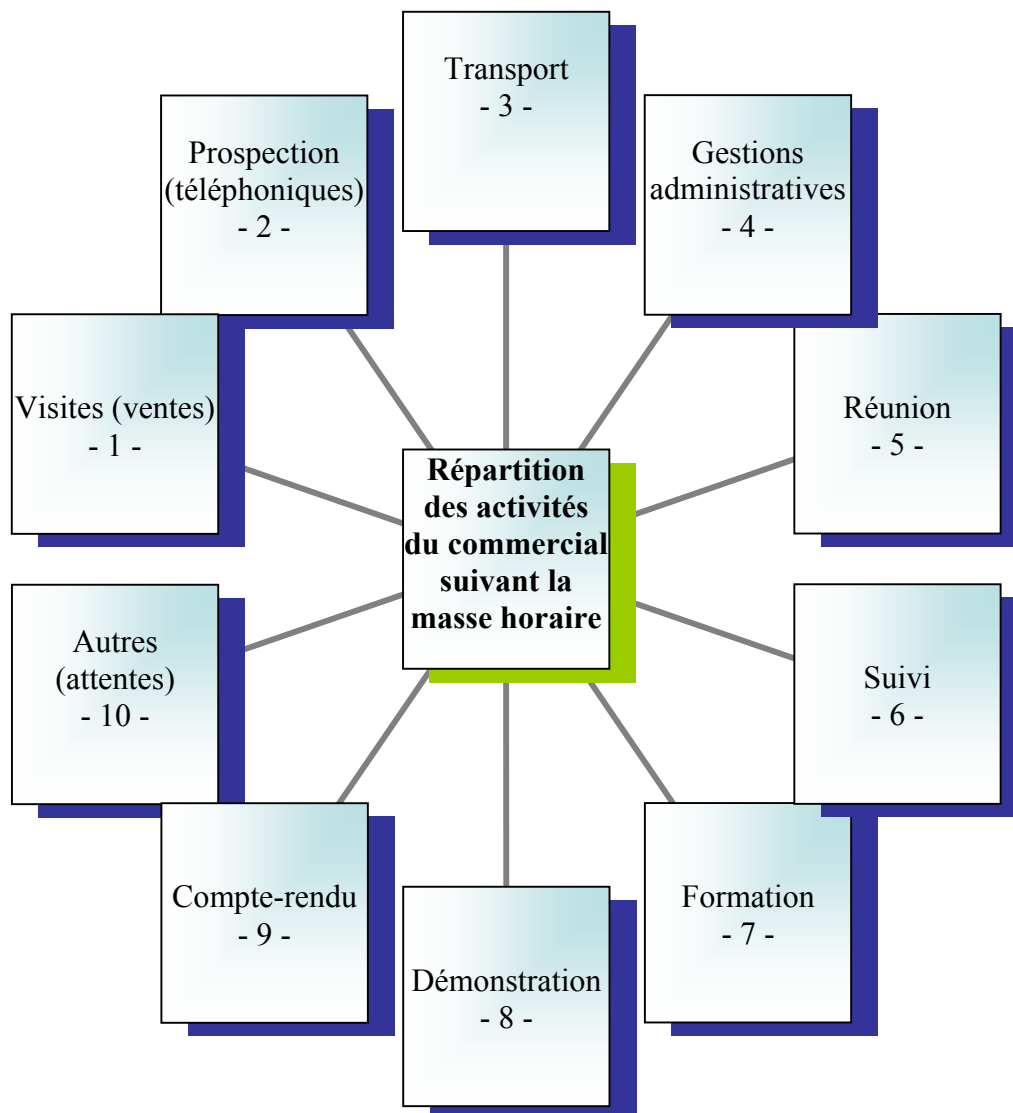 Transport
- 3 -
Prospection
(téléphoniques)
- 2 -
Gestions
administratives
- 4 -
Visites (ventes)
- 1 -
Réunion
- 5 -
Répartition
des activités
du commercial
suivant la
masse horaire
Autres
(attentes)
- 10 -
Suivi
- 6 -
Compte-rendu
- 9 -
Formation
- 7 -
Démonstration
- 8 -